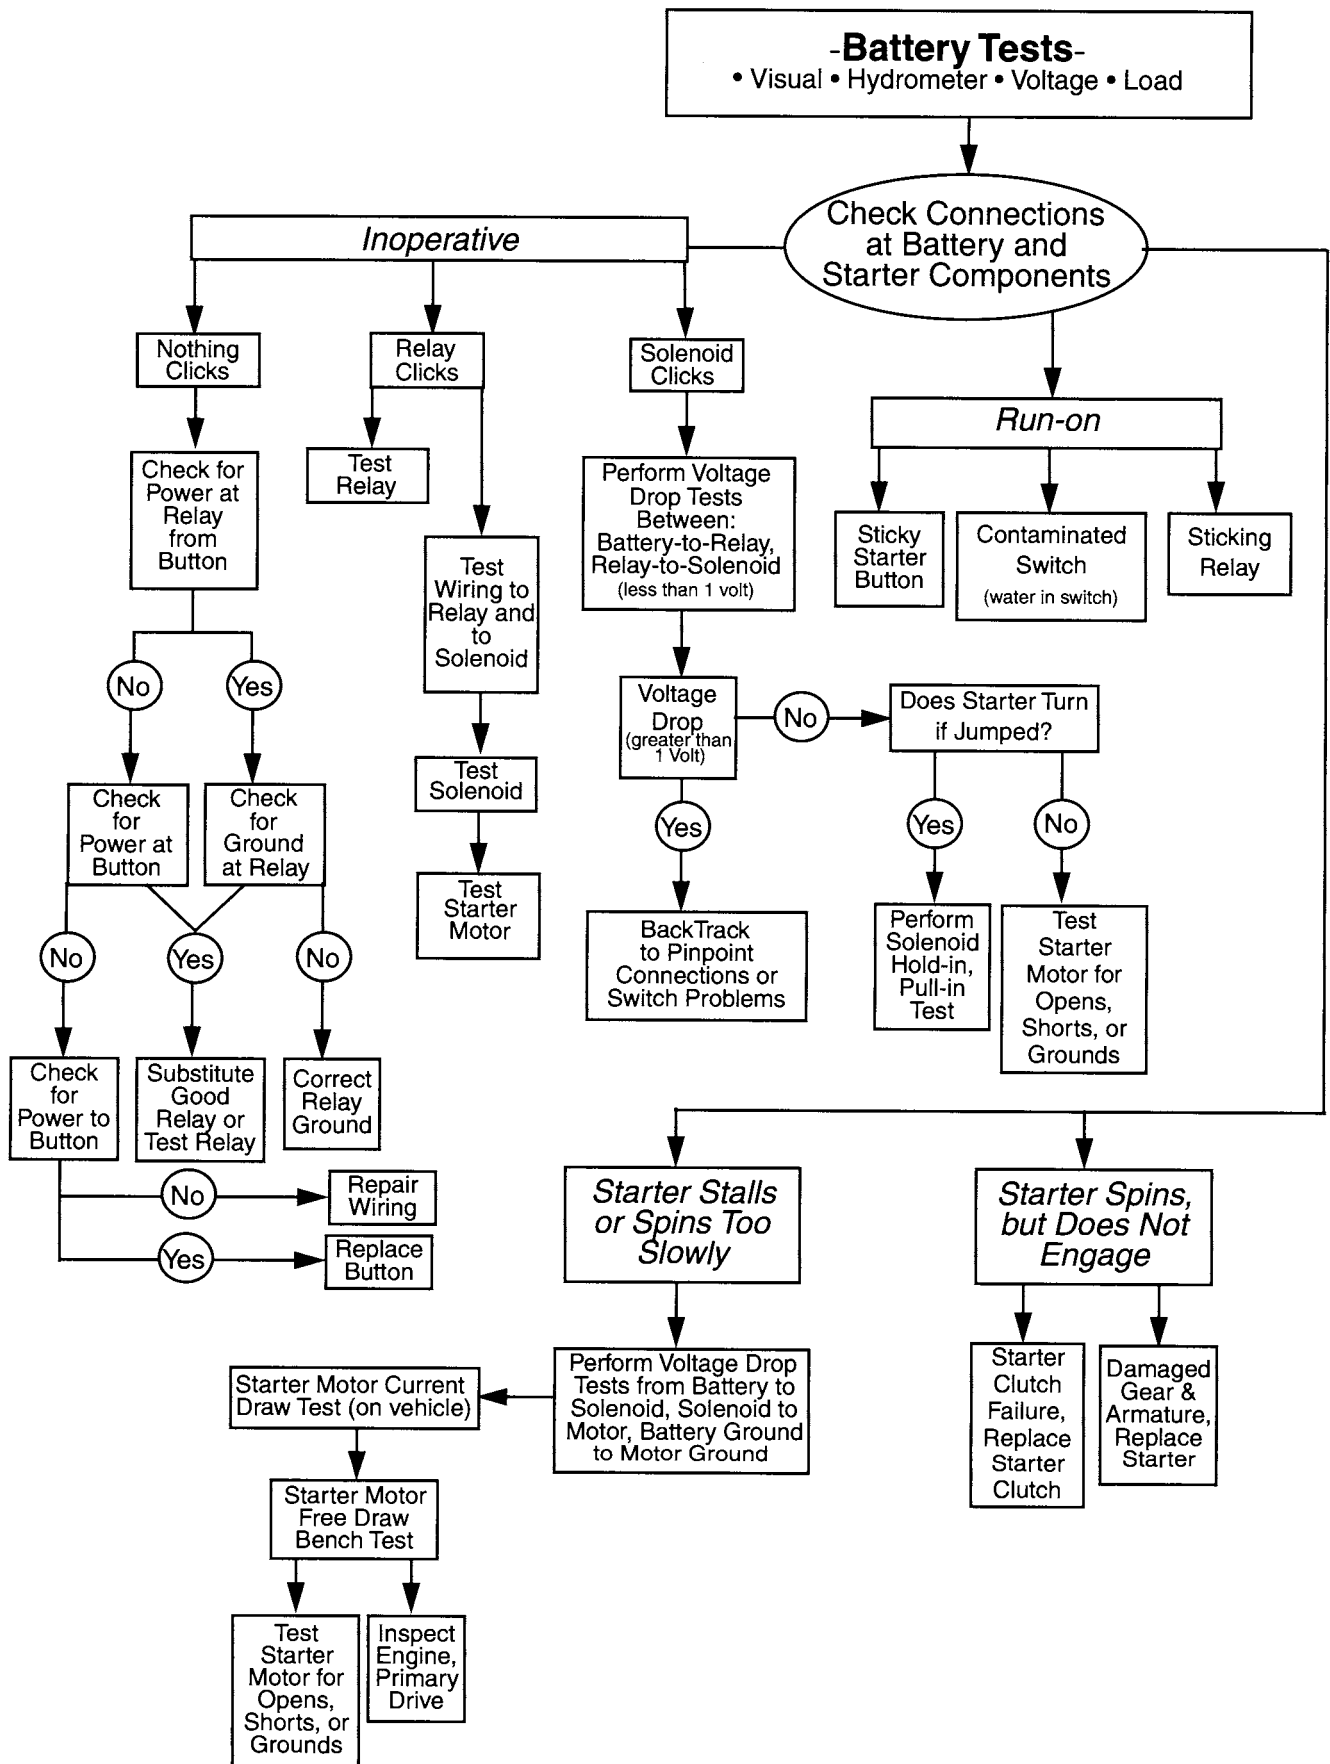 -Battery Tests-
• Visual • Hydrometer • Voltage • Load
Check Connections
at Battery and
Starter Components
Inoperative
Nothing
Clicks
Relay
Clicks
Solenoid
Clicks
Run-on
Check for
Power at
Relay
from
Button
Test
Relay
Test
Wiring to
Relay and
to
Solenoid
Perform Voltage
Drop Tests
Between:
Battery-to-Relay,
Relay-to-Solenoid
(less than 1 volt)
Sticky
Starter
Button
Contaminated
Switch
(water in switch)
Sticking
Relay
No
Yes
Voltage
Drop
(greater than
1 Volt)
No
Does Starter Turn
if Jumped?
Check
for
Power at
Button
Check
for
Ground
at Relay
Test
Solenoid
Yes
Yes
No
Test
Starter
Motor
BackTrack
to Pinpoint
Connections or
Switch Problems
Perform
Solenoid
Hold-in,
Pull-in
Test
Test
Starter
Motor for
Opens,
Shorts, or
Grounds
No
Yes
No
Check
for
Power to
Button
Substitute
Good
Relay or
Test Relay
Correct
Relay
Ground
No
Repair
Wiring
Yes
Replace
Button
Starter Stalls
or Spins Too
Slowly
Starter Spins,
but Does Not
Engage
Perform Voltage Drop
Tests from Battery to
Solenoid, Solenoid to
Motor, Battery Ground
to Motor Ground
Starter Motor Current
Draw Test (on vehicle)
Starter
Clutch
Failure,
Replace
Starter
Clutch
Damaged
Gear &
Armature,
Replace
Starter
Starter Motor
Free Draw
Bench Test
Test
Starter
Motor for
Opens,
Shorts, or
Grounds
Inspect
Engine,
Primary
Drive